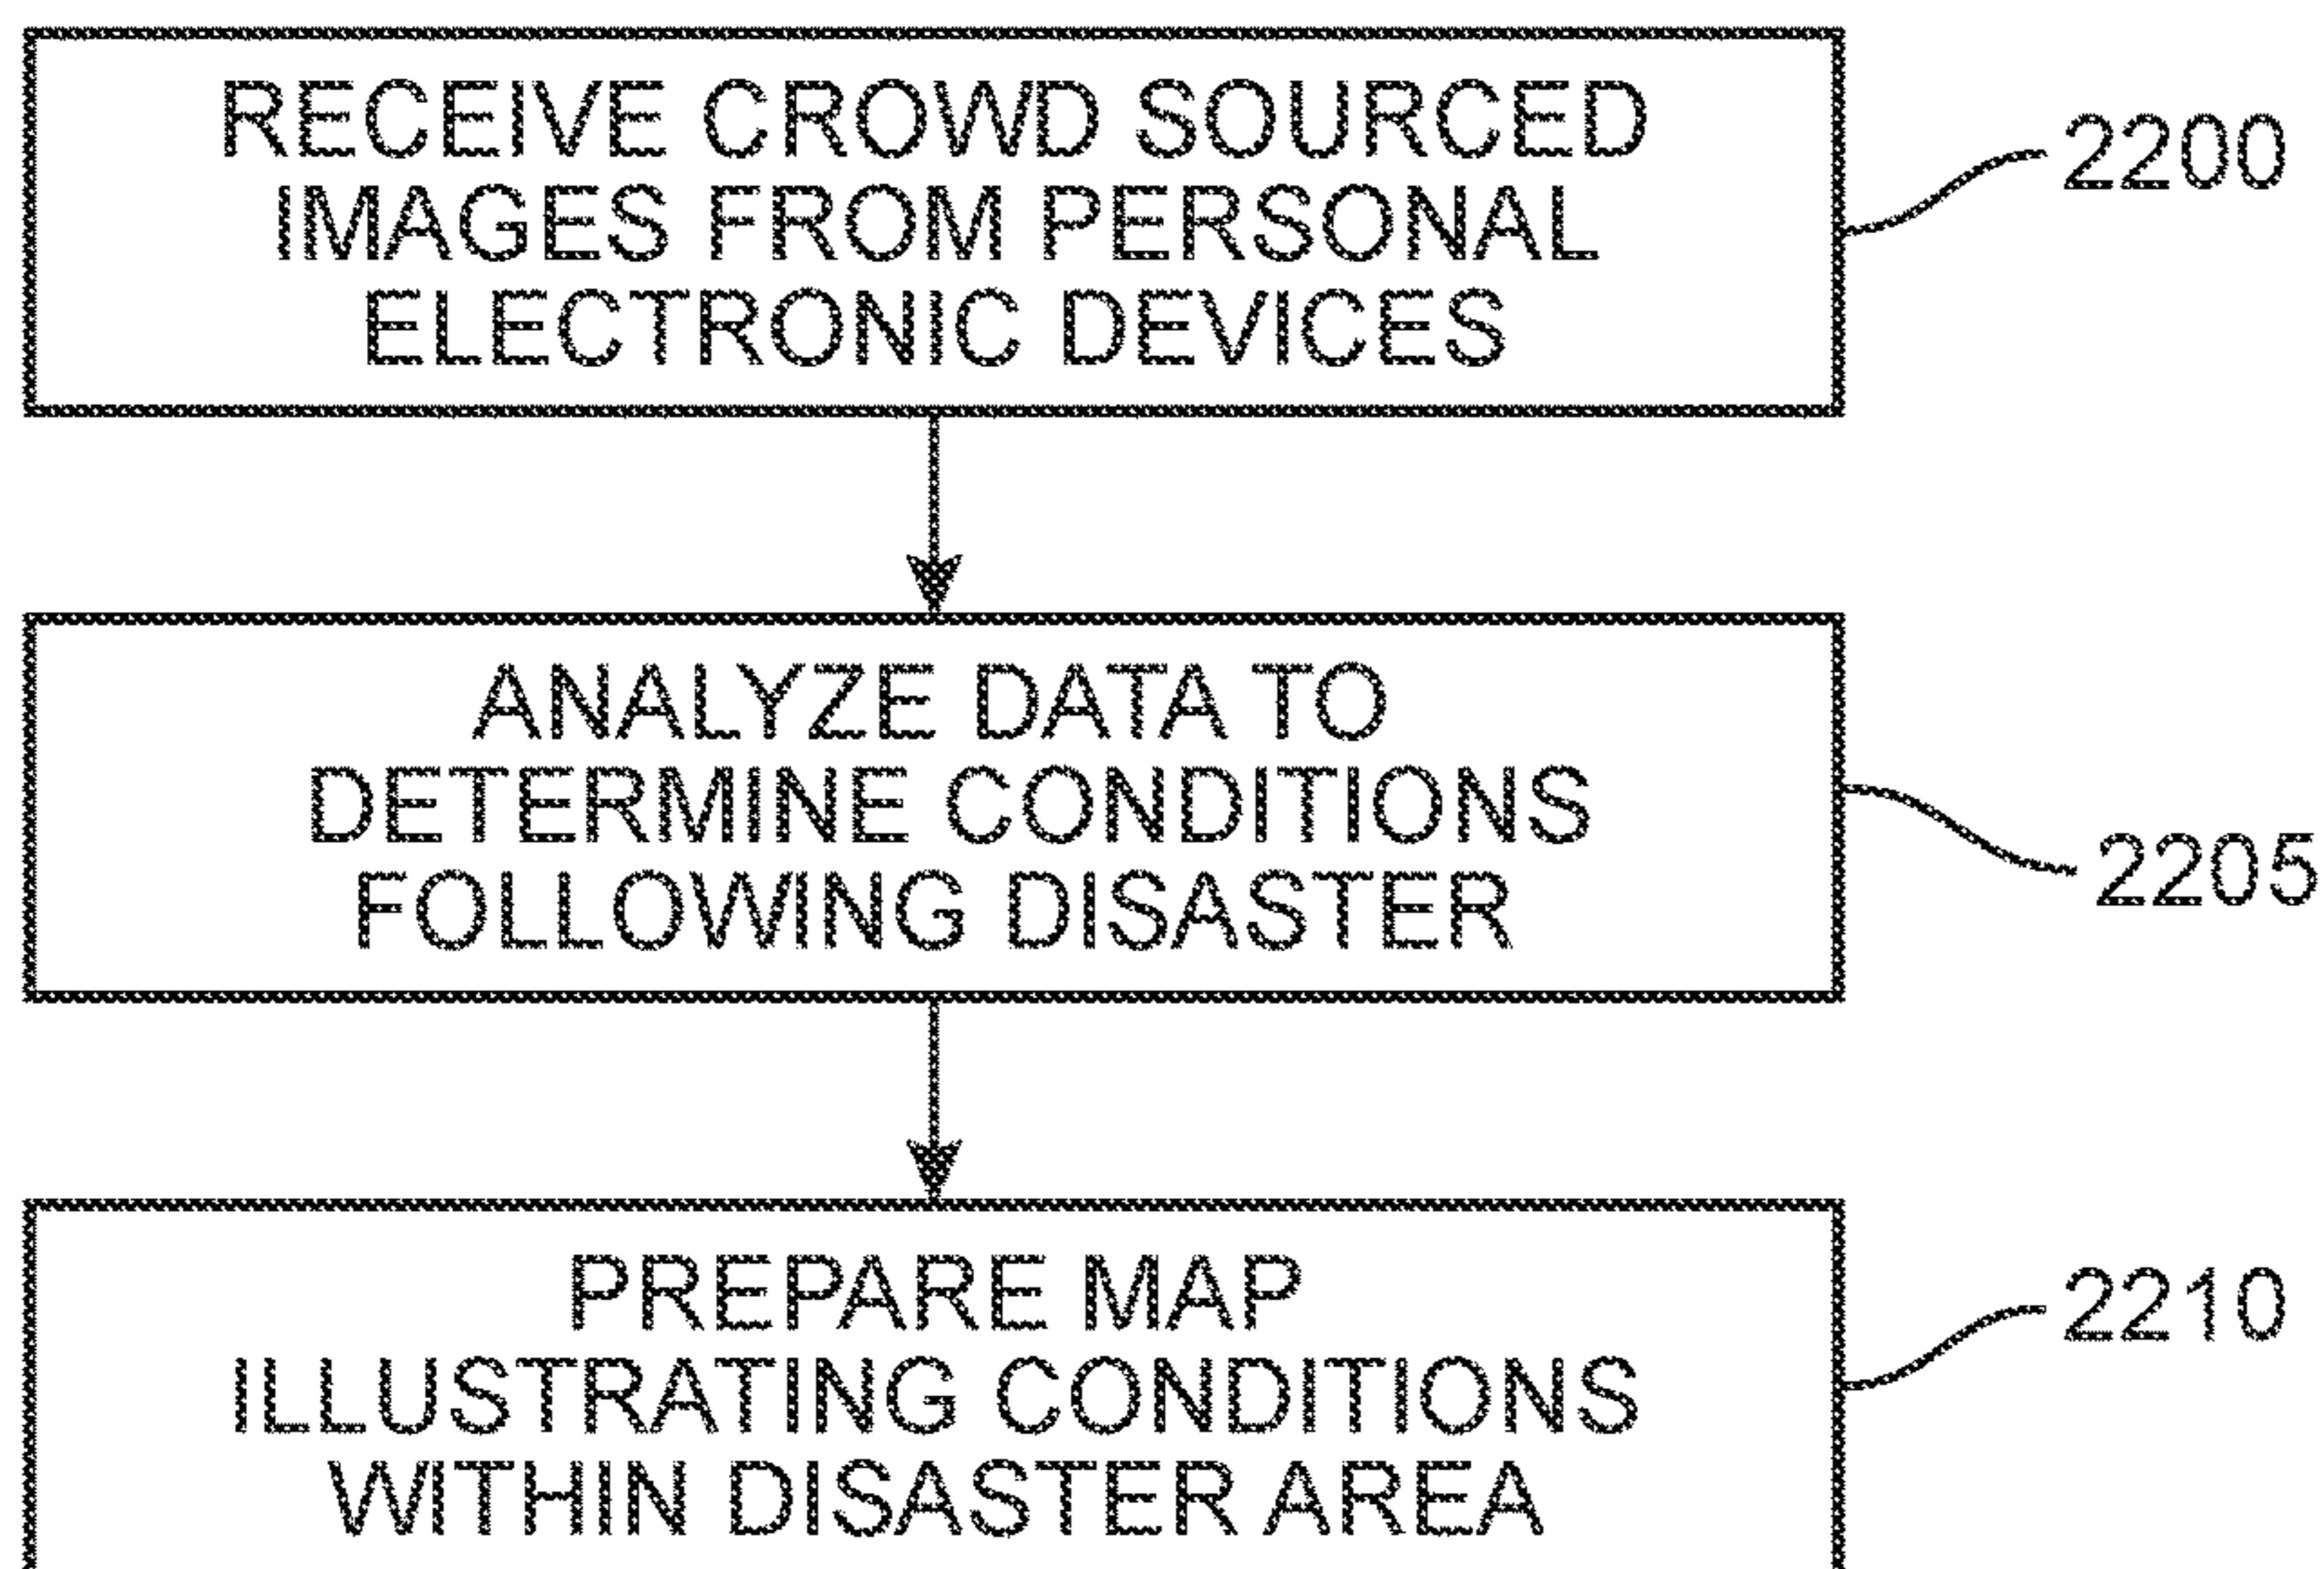 RECEIVE CROWD SOURCED
IMAGES FROM PERSONAL
ELECTRONIC DEVICES
2200
ANALYZE DATA TO
DETERMINE CONDITIONS
FOLLOWING DISASTER
2205
PREPARE MAP
ILLUSTRATING CONDITIONS
WITHIN DISASTER AREA
2210